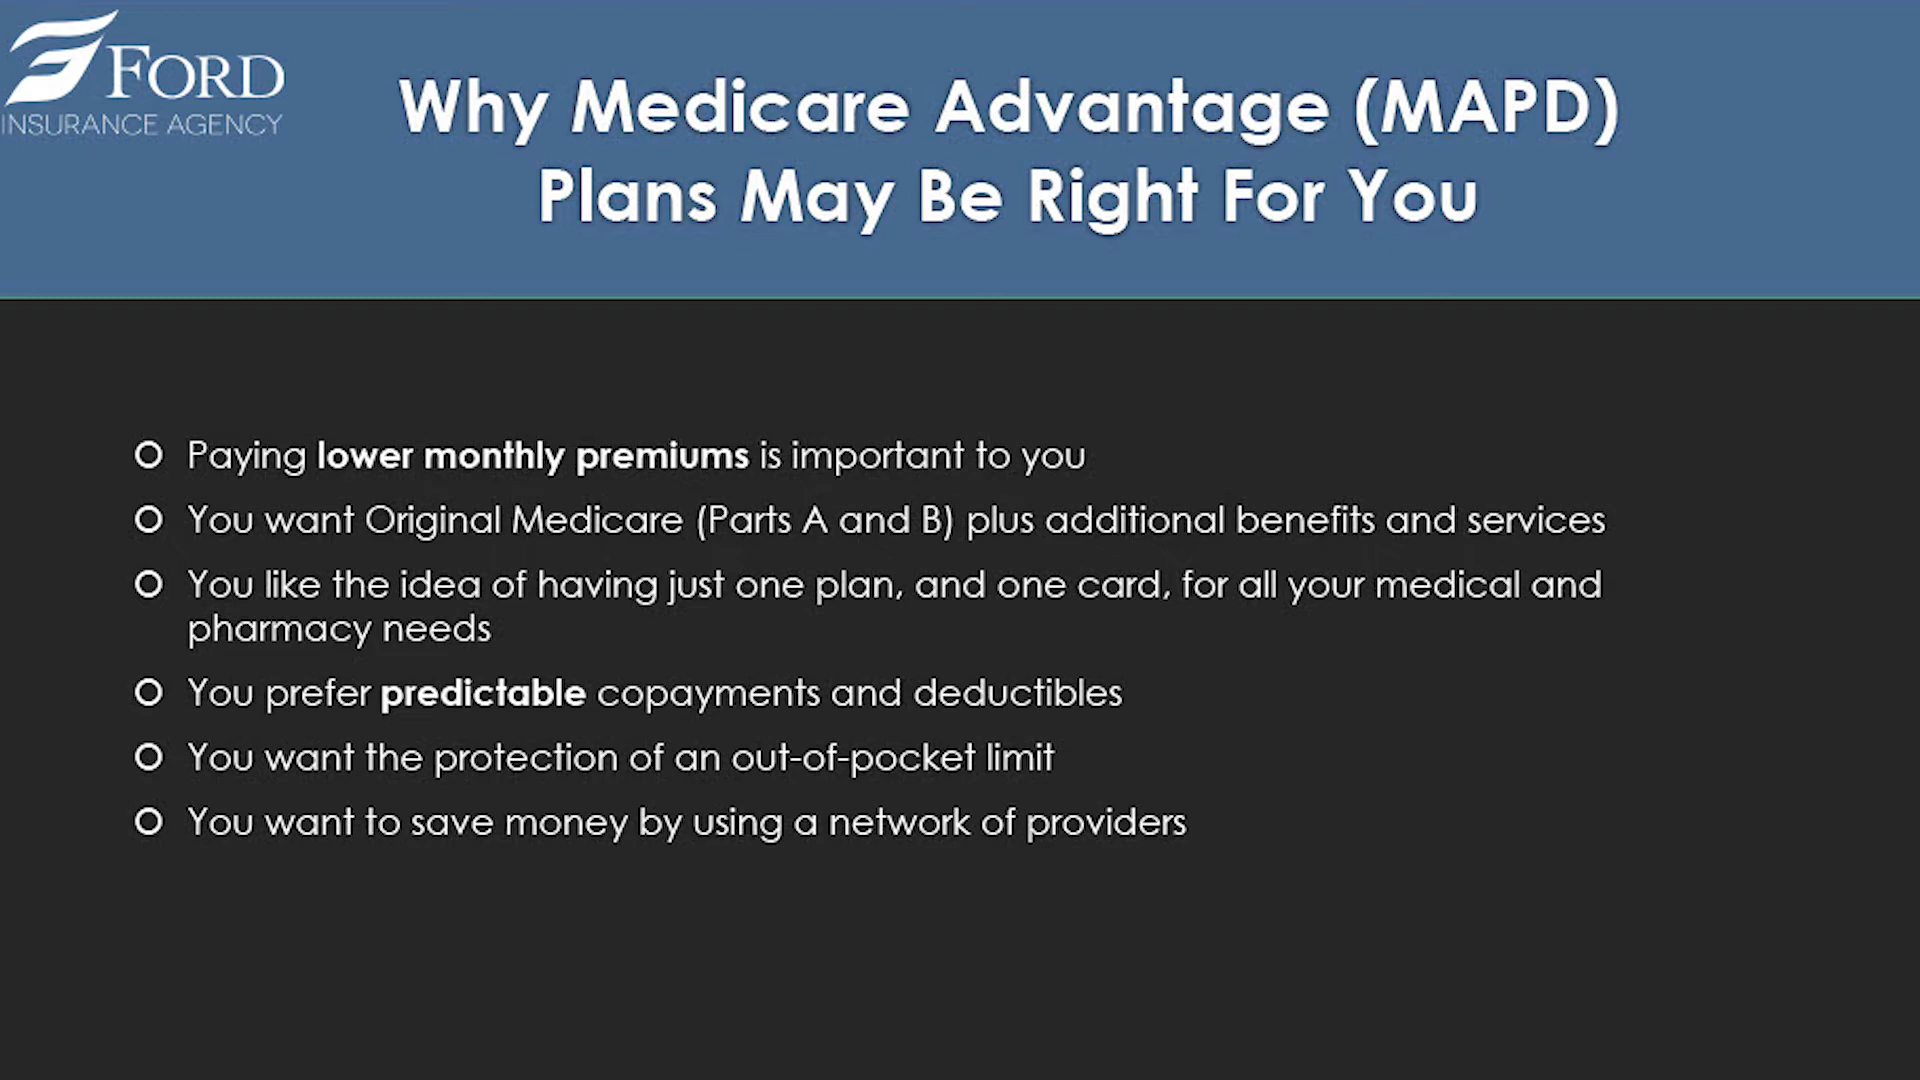 FORD
INSURANCE AGENCY
Why Medicare Advantage (MAPD)
Plans May Be Right For You
Paying lower monthly premiums is important to you
You want Original Medicare (Parts A and B) plus additional benefits and services
You like the idea of having just one plan, and one card, for all your medical and
pharmacy needs
You prefer predictable copayments and deductibles
You want the protection of an out-of-pocket limit
You want to save money by using a network of providers